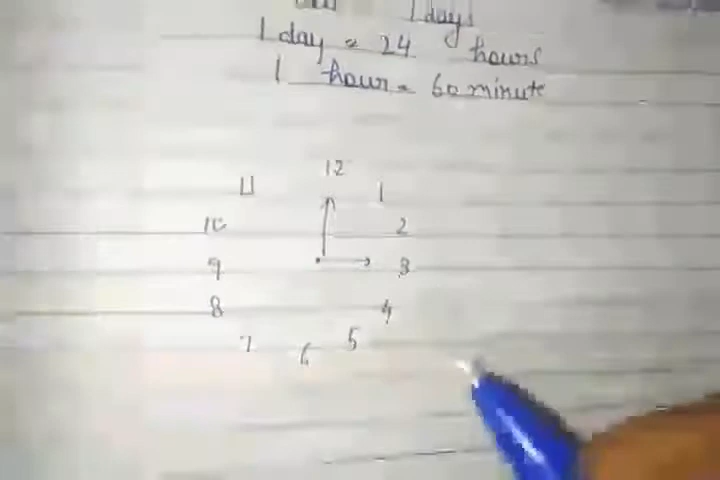 1 days
1 day = 24 hours
1 hour = 60 minute
12
11 1
10 2
9 3
8 4
7 5
6